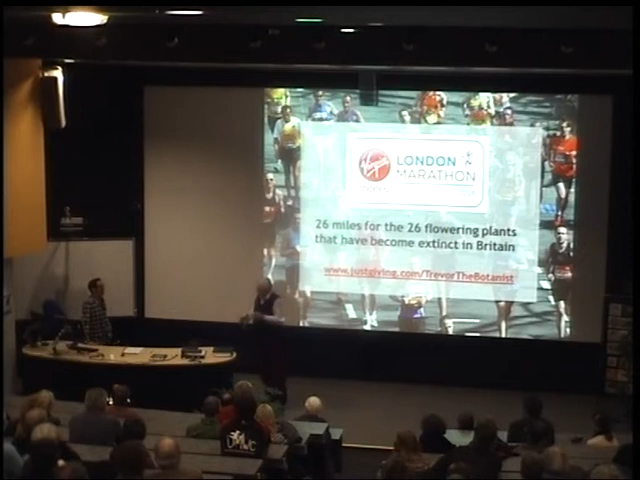 Virgin
LONDON
MARATHON
26 miles for the 26 flowering plants
that have become extinct in Britain
www.justgiving.com/TrevorTheBotanist